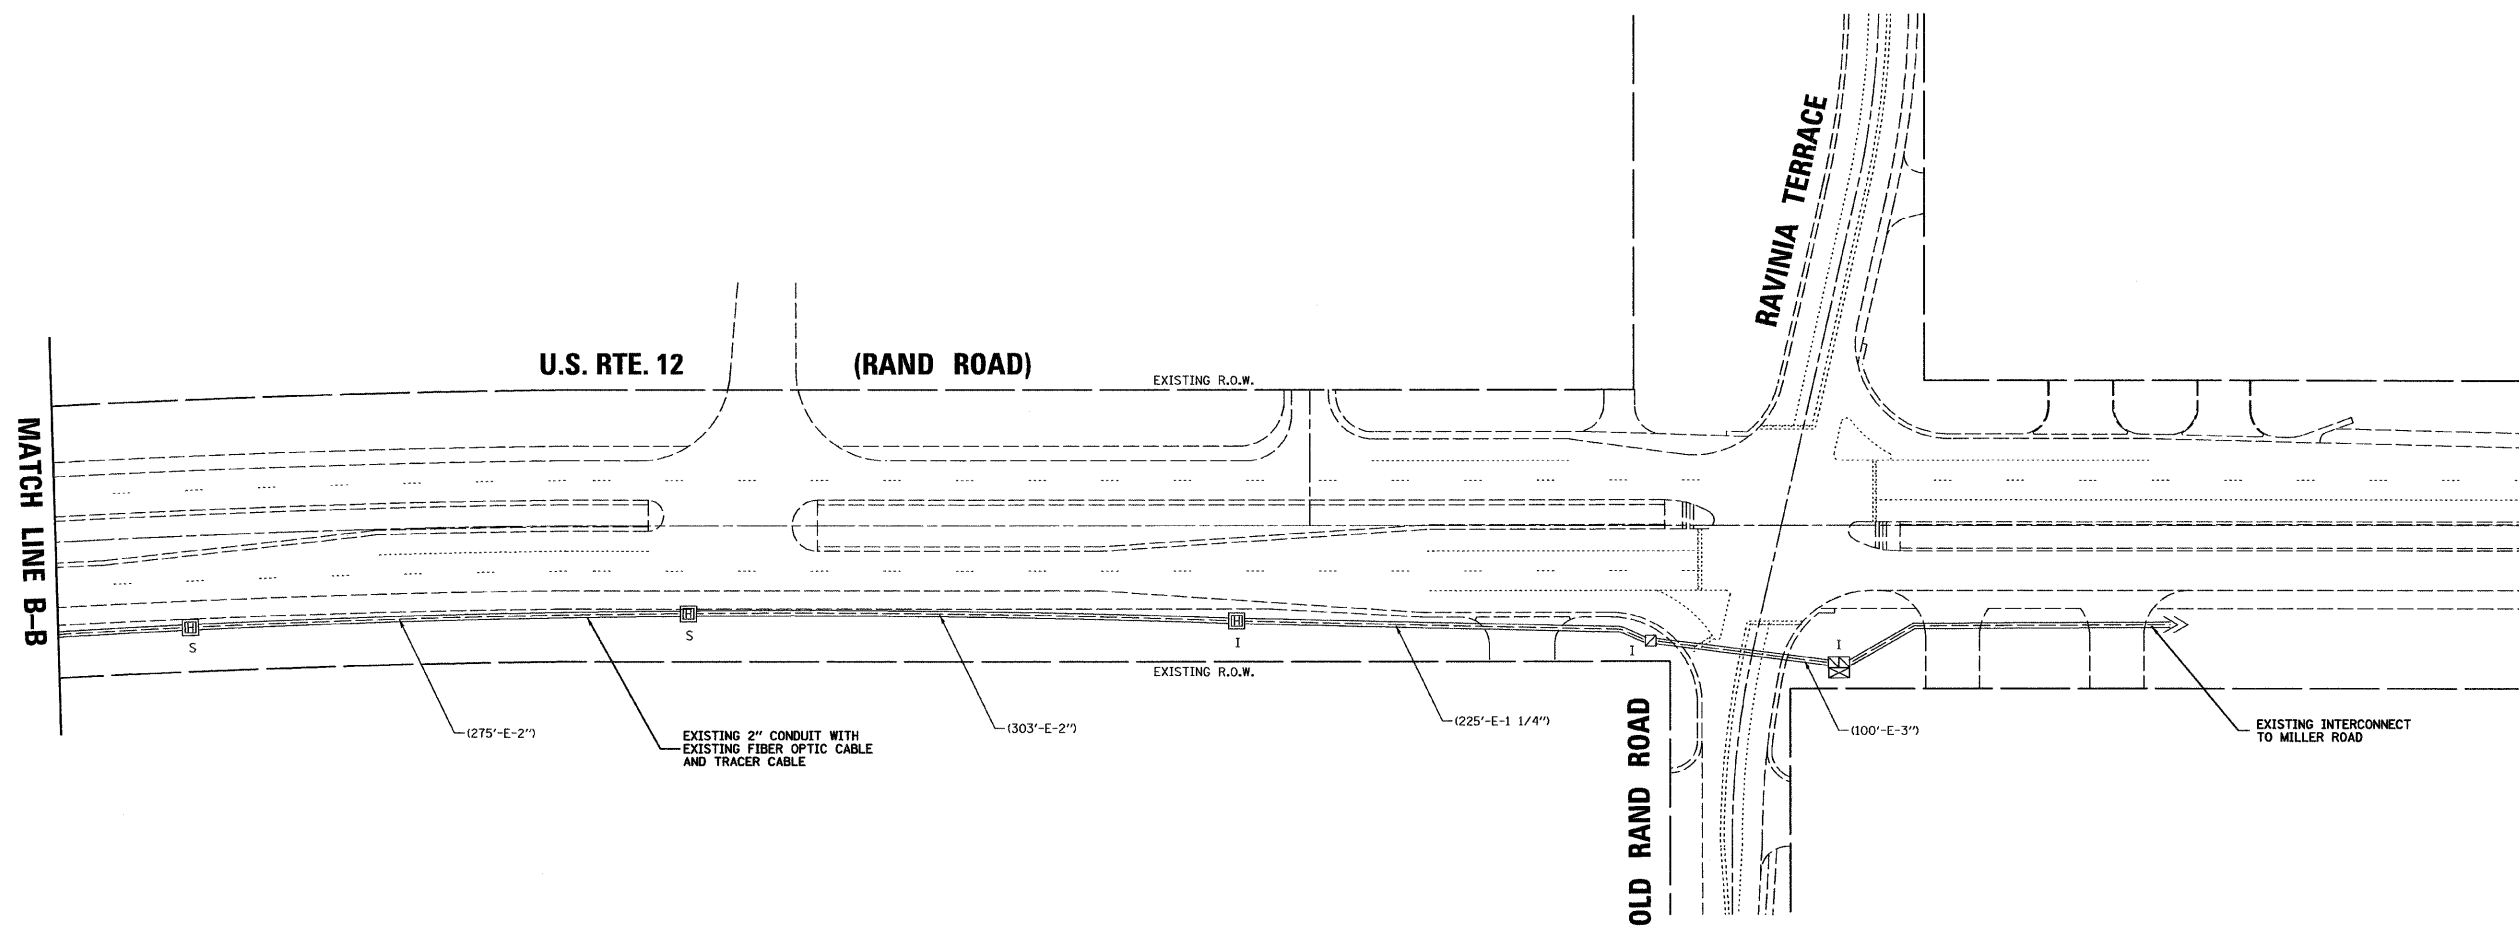 RAVINIA TERRACE
U.S. RTE. 12 (RAND ROAD)
EXISTING R.O.W.
MATCH LINE B-B
S
S
I
I
I
EXISTING R.O.W.
(275'-E-2")
EXISTING 2" CONDUIT WITH
EXISTING FIBER OPTIC CABLE
AND TRACER CABLE
(303'-E-2")
(225'-E-1 1/4")
(100'-E-3")
EXISTING INTERCONNECT
TO MILLER ROAD
OLD RAND ROAD
H
H
H